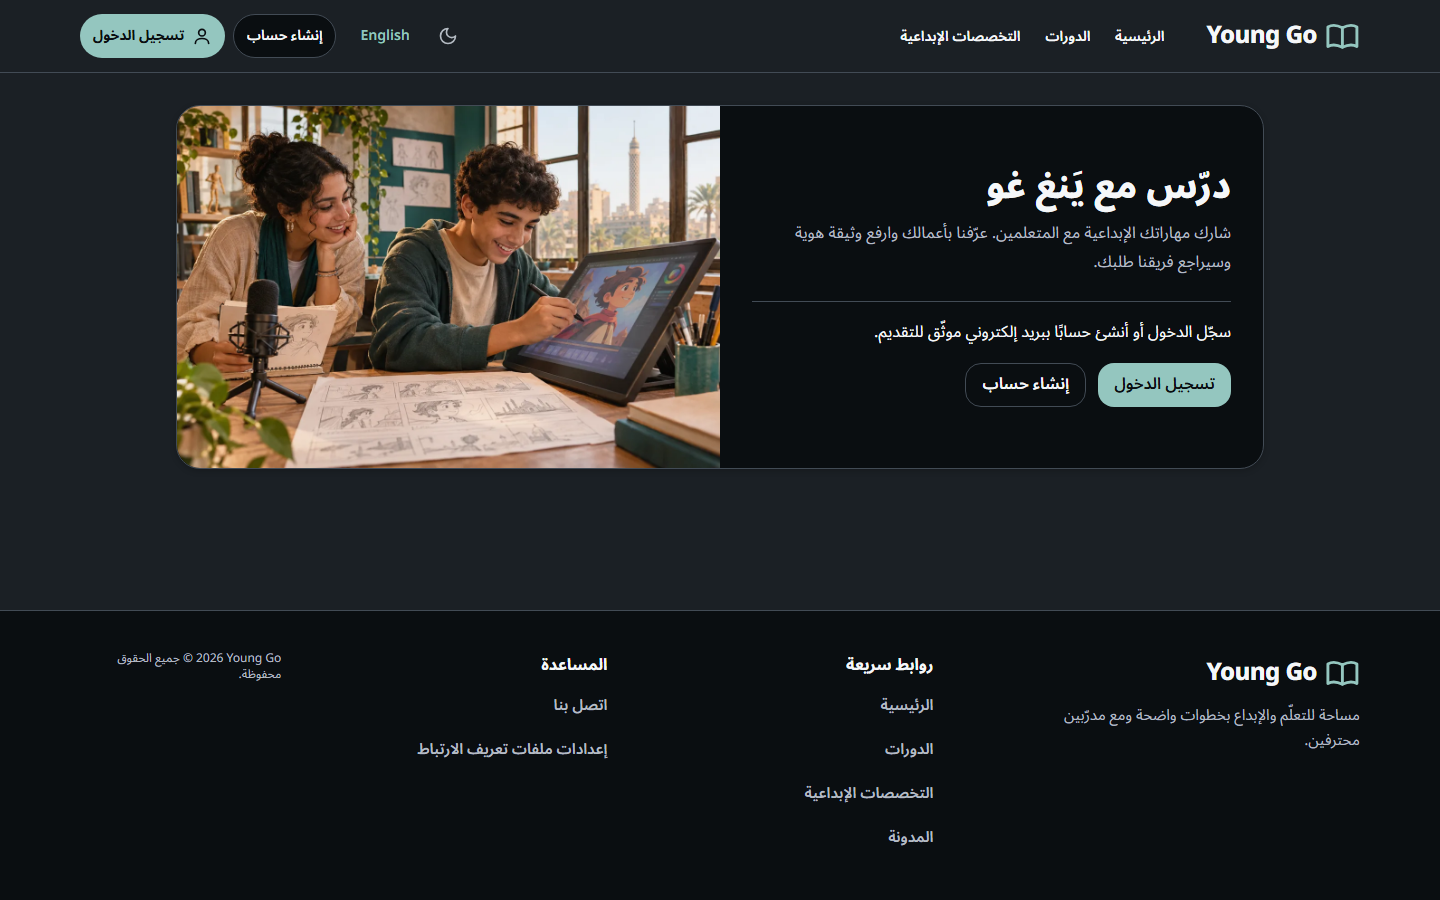 Young Go
الرئيسية
الدورات
التخصصات الإبداعية
English
إنشاء حساب
تسجيل الدخول
درّس مع يَنغ غو
شارك مهاراتك الإبداعية مع المتعلمين. عرّفنا بأعمالك وارفع وثيقة هوية
وسيراجع فريقنا طلبك.
سجّل الدخول أو أنشئ حسابًا ببريد إلكتروني موثّق للتقديم.
تسجيل الدخول
إنشاء حساب
Young Go
مساحة للتعلّم والإبداع بخطوات واضحة ومع مدرّبين
محترفين.
روابط سريعة
الرئيسية
الدورات
التخصصات الإبداعية
المدونة
المساعدة
اتصل بنا
إعدادات ملفات تعريف الارتباط
© 2026 Young Go جميع الحقوق
محفوظة.